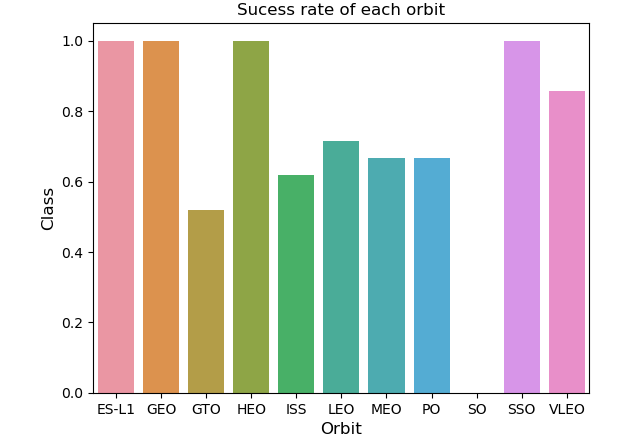 Sucess rate of each orbit
1.0
0.8
0.6
0.4
0.2
0.0
Class
ES-L1 GEO GTO HEO ISS LEO MEO PO SO SSO VLEO
Orbit